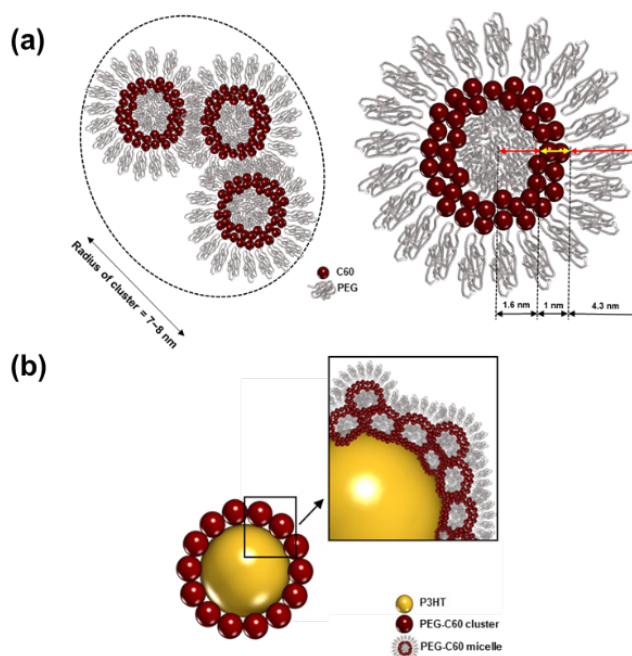 (a)
C60
PEG
Radius of cluster = 7~8 nm
1.6 nm
1 nm
4.3 nm
(b)
P3HT
PEG-C60 cluster
PEG-C60 micelle